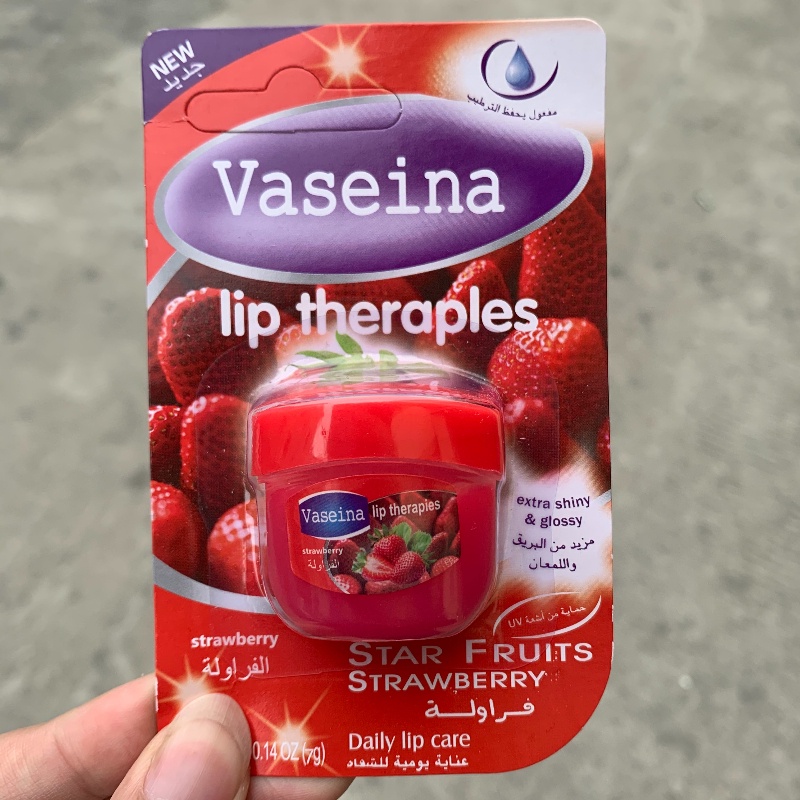 NEW
جديد
مفعول يحفظ الترطيب
Vaseina
lip theraples
Vaseina lip therapies
strawberry
الفراولة
extra shiny
& glossy
مزيد من البريق
واللمعان
حماية من أشعة UV
strawberry
الفراولة
STAR FRUITS
STRAWBERRY
فراولة
0.14 OZ (7g)
Daily lip care
عناية يومية للشفاه